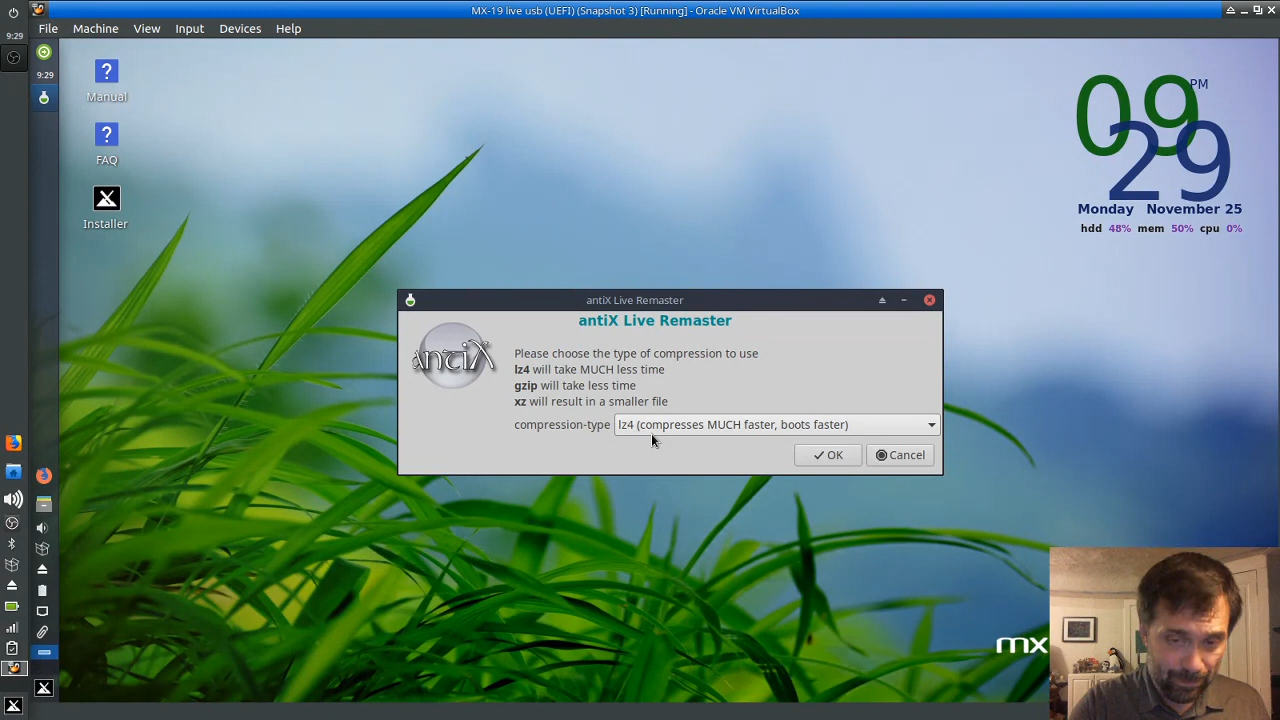 MX-19 live usb (UEFI) (Snapshot 3) [Running] - Oracle VM VirtualBox
9:29
File Machine View Input Devices Help
9:29
Manual
FAQ
Installer
09 PM
29
Monday November 25
hdd 48% mem 50% cpu 0%
antiX Live Remaster
antiX Live Remaster
antiX
Please choose the type of compression to use
lz4 will take MUCH less time
gzip will take less time
xz will result in a smaller file
compression-type lz4 (compresses MUCH faster, boots faster)
OK Cancel
mx